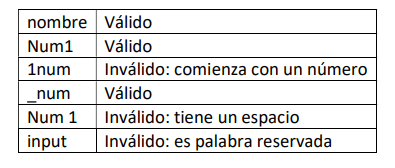 nombre Válido
Num1 Válido
1num Inválido: comienza con un número
_num Válido
Num 1 Inválido: tiene un espacio
input Inválido: es palabra reservada